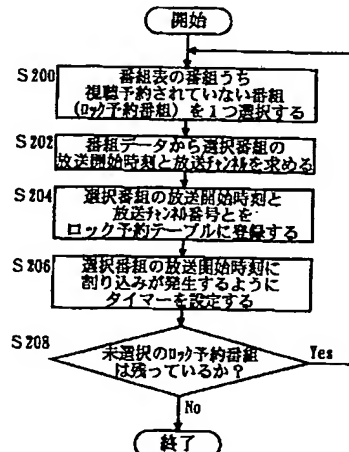 開始
S200
番組表の番組うち
視聴予約されていない番組
(ロック予約番組)を1つ選択する
S202
番組データから選択番組の
放送開始時刻と放送チャンネルを求める
S204
選択番組の放送開始時刻と
放送チャンネル番号とを
ロック予約テーブルに登録する
S206
選択番組の放送開始時刻に
割り込みが発生するように
タイマーを設定する
S208
未選択のロック予約番組
は残っているか?
Yes
No
終了